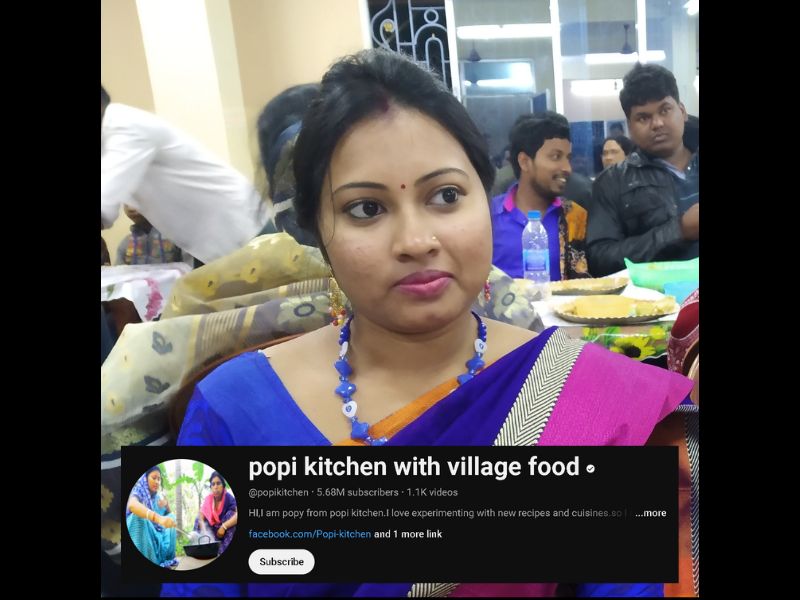 popi kitchen with village food
@popikitchen · 5.68M subscribers · 1.1K videos
HI,I am popy from popi kitchen.I love experimenting with new recipes and cuisines.so I ...more
facebook.com/Popi-kitchen and 1 more link
Subscribe